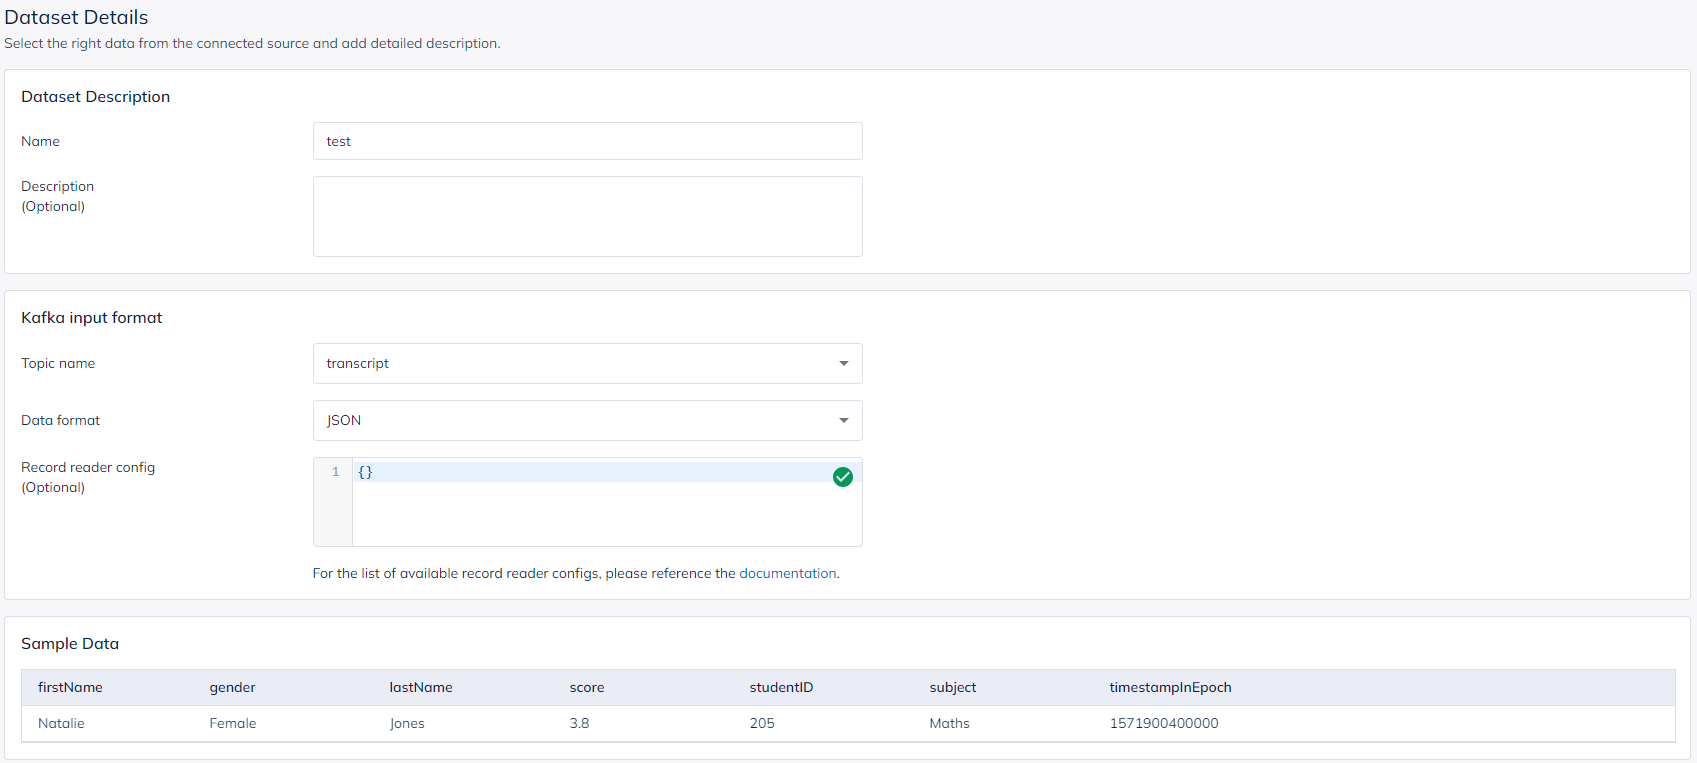 Dataset Details
Select the right data from the connected source and add detailed description.
Dataset Description
Name
test
Description
(Optional)
Kafka input format
Topic name
transcript
Data format
JSON
Record reader config
(Optional)
1 {}
For the list of available record reader configs, please reference the documentation.
Sample Data
firstName gender lastName score studentID subject timestampInEpoch
Natalie Female Jones 3.8 205 Maths 1571900400000